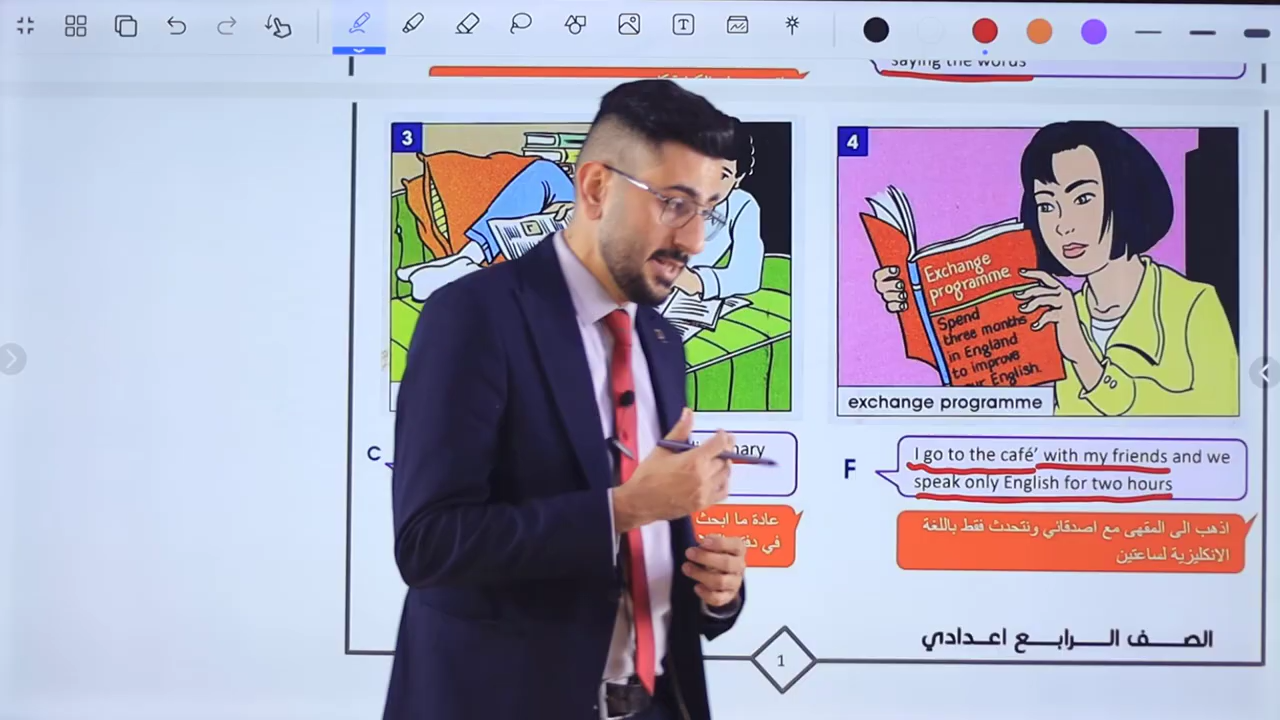 saying the words
3
4
Exchange
programme
Spend
three months
in England
to improve
English.
exchange programme
C
F
I go to the café' with my friends and we
speak only English for two hours
عادة ما ابحث
في
اذهب الى المقهى مع اصدقائي ونتحدث فقط باللغة
الانكليزية لساعتين
الصف الرابع اعدادي
1